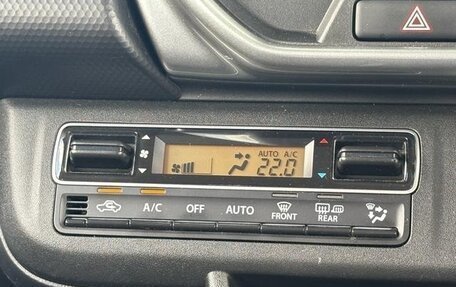 AUTO A/C
22.0
A/C OFF AUTO FRONT REAR